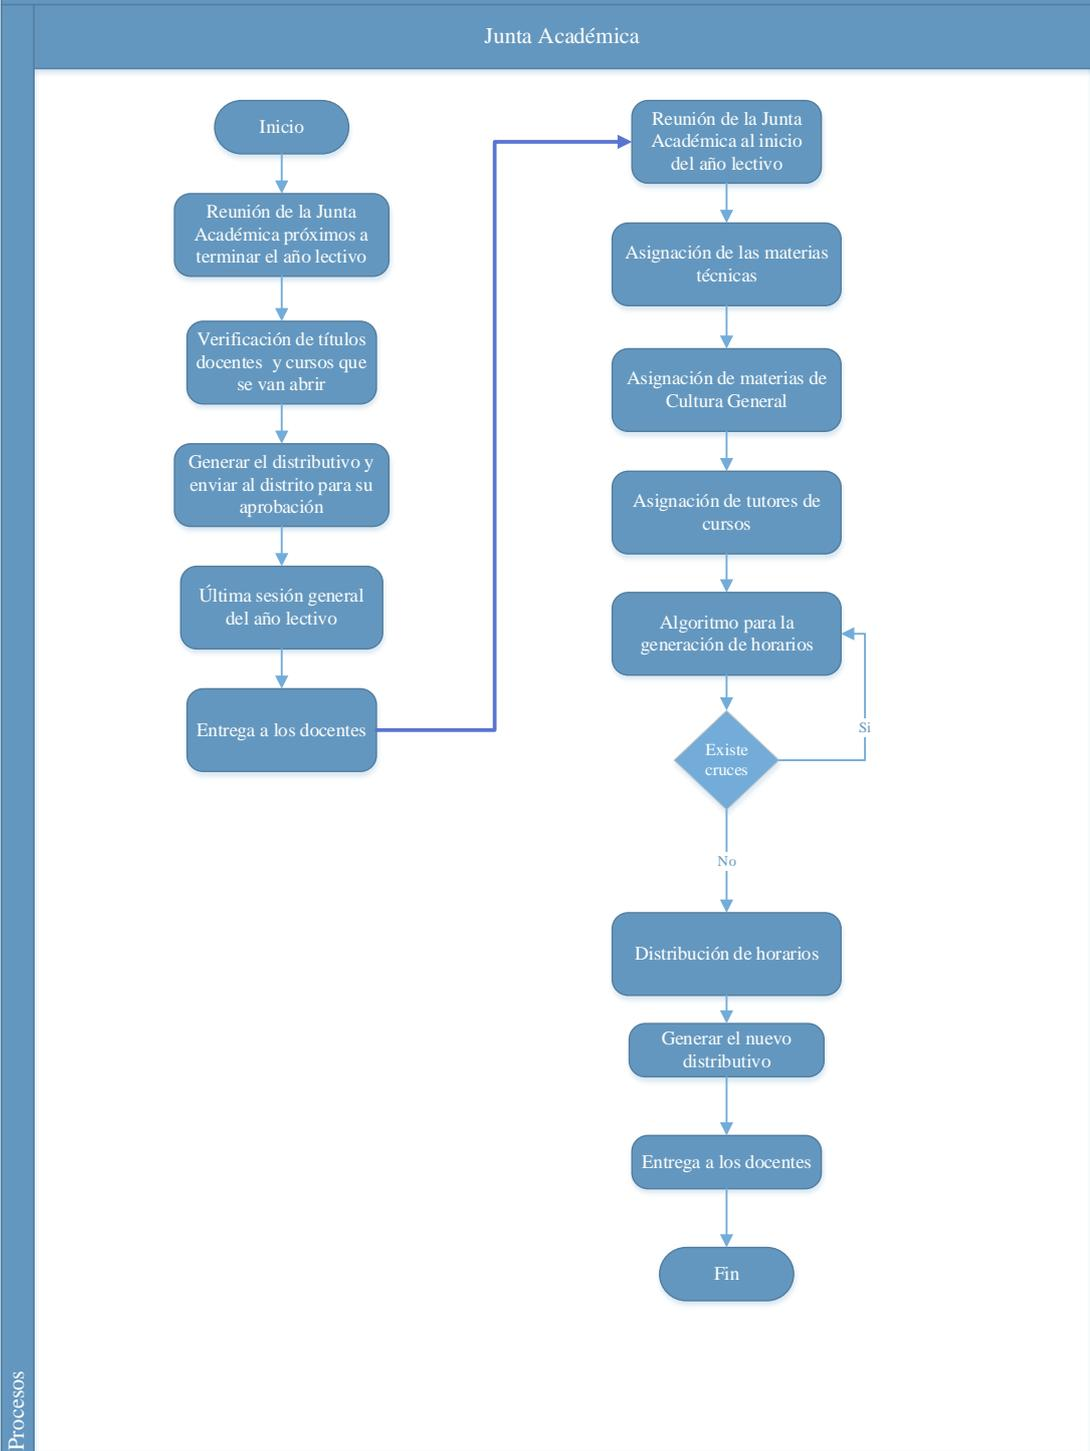 Junta Académica
Inicio
Reunión de la Junta
Académica próximos a
terminar el año lectivo
Verificación de títulos
docentes  y cursos que
se van abrir
Generar el distributivo y
enviar al distrito para su
aprobación
Última sesión general
del año lectivo
Entrega a los docentes
Reunión de la Junta
Académica al inicio
del año lectivo
Asignación de las materias
técnicas
Asignación de materias de
Cultura General
Asignación de tutores de
cursos
Algoritmo para la
generación de horarios
Existe
cruces
Si
No
Distribución de horarios
Generar el nuevo
distributivo
Entrega a los docentes
Fin
Procesos